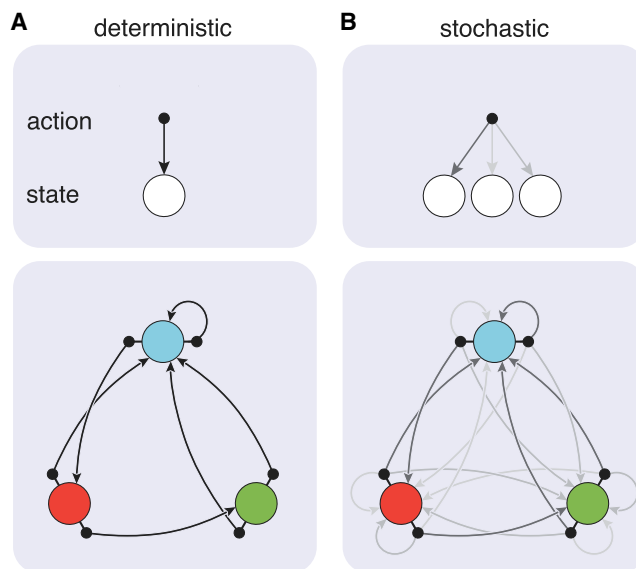 A
deterministic
B
stochastic
action
state